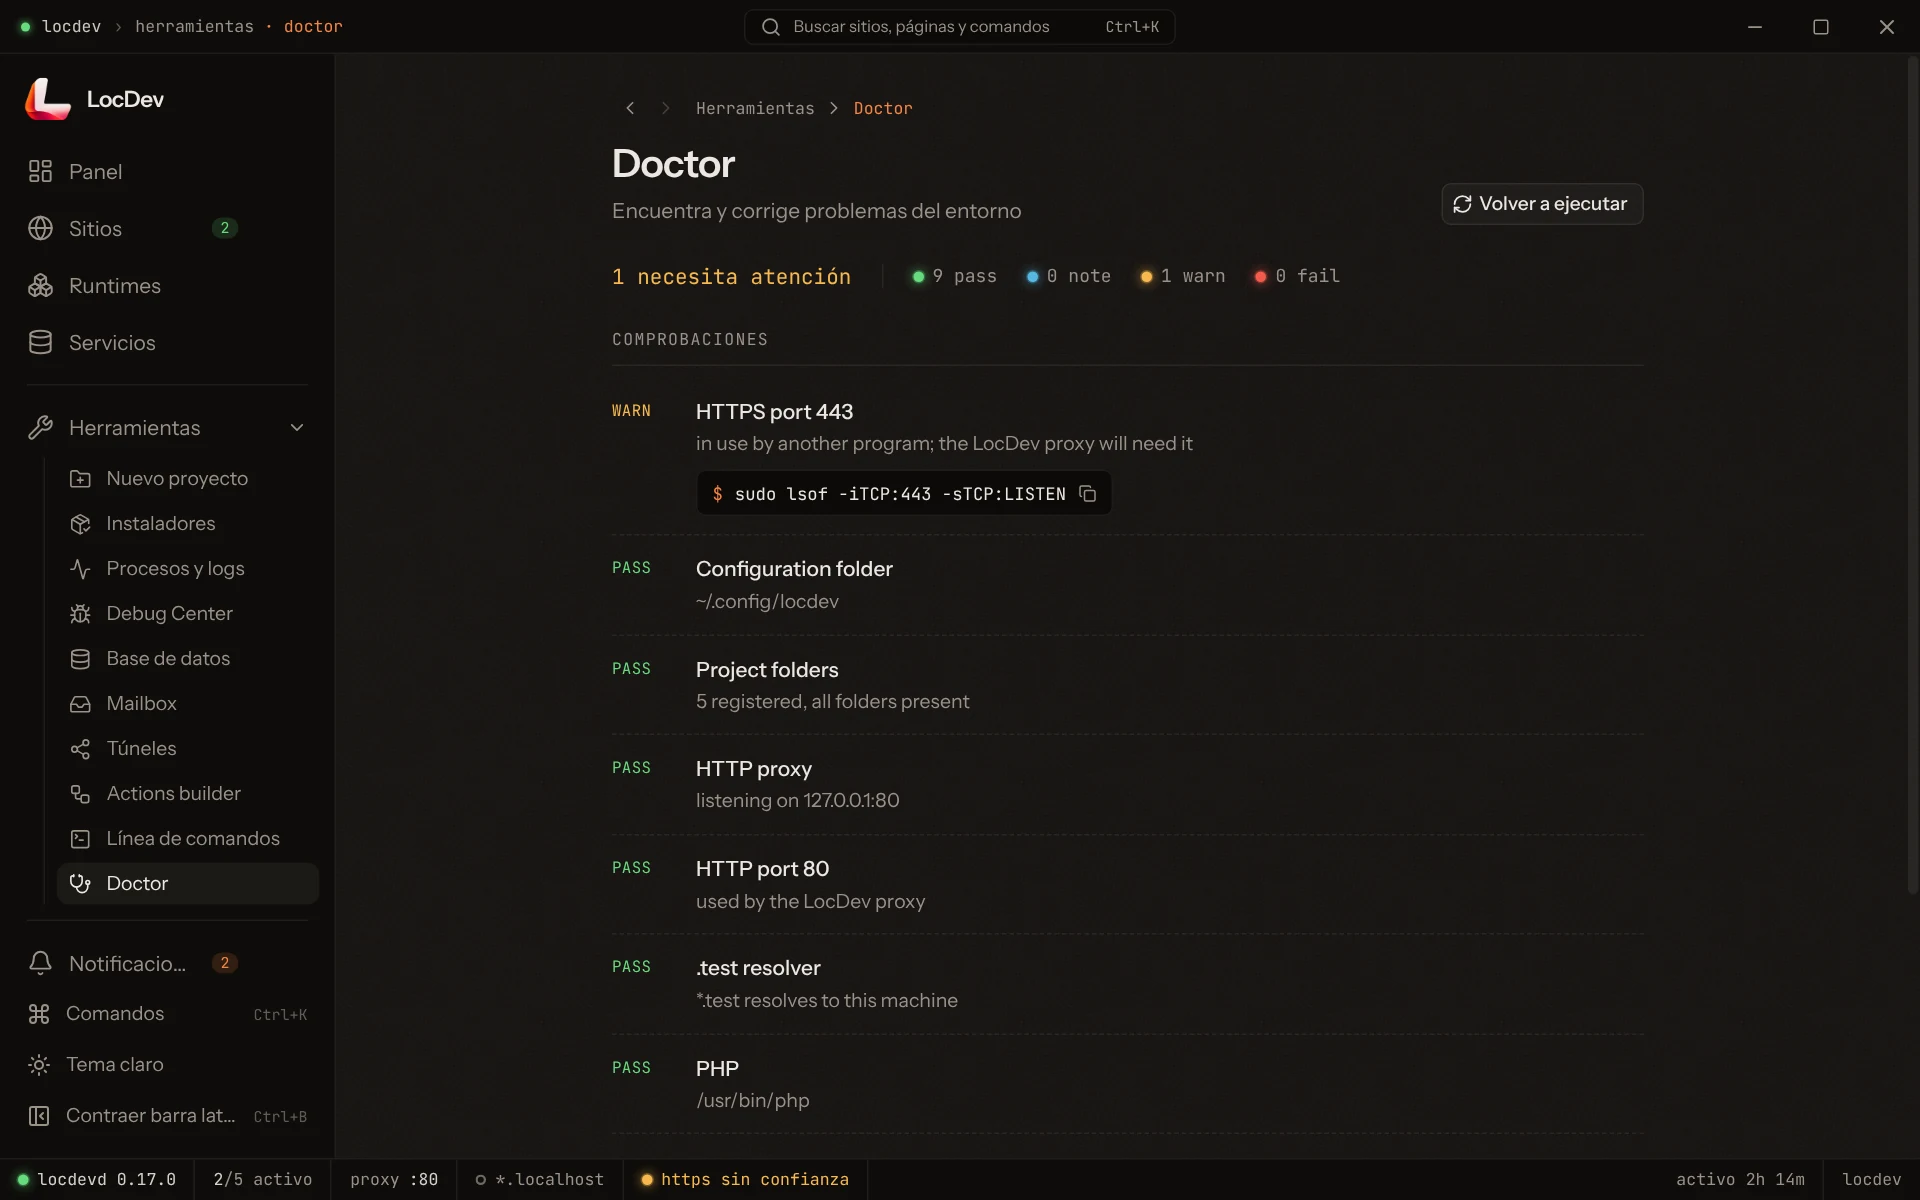 locdev › herramientas · doctor
Buscar sitios, páginas y comandos Ctrl+K
LocDev
Panel
Sitios 2
Runtimes
Servicios
Herramientas
Nuevo proyecto
Instaladores
Procesos y logs
Debug Center
Base de datos
Mailbox
Túneles
Actions builder
Línea de comandos
Doctor
Notificacio... 2
Comandos Ctrl+K
Tema claro
Contraer barra lat... Ctrl+B
Herramientas > Doctor
Doctor
Encuentra y corrige problemas del entorno
Volver a ejecutar
1 necesita atención 9 pass 0 note 1 warn 0 fail
COMPROBACIONES
WARN HTTPS port 443
in use by another program; the LocDev proxy will need it
$ sudo lsof -iTCP:443 -sTCP:LISTEN
PASS Configuration folder
~/.config/locdev
PASS Project folders
5 registered, all folders present
PASS HTTP proxy
listening on 127.0.0.1:80
PASS HTTP port 80
used by the LocDev proxy
PASS .test resolver
*.test resolves to this machine
PASS PHP
/usr/bin/php
locdevd 0.17.0 2/5 activo proxy :80 *.localhost https sin confianza activo 2h 14m locdev